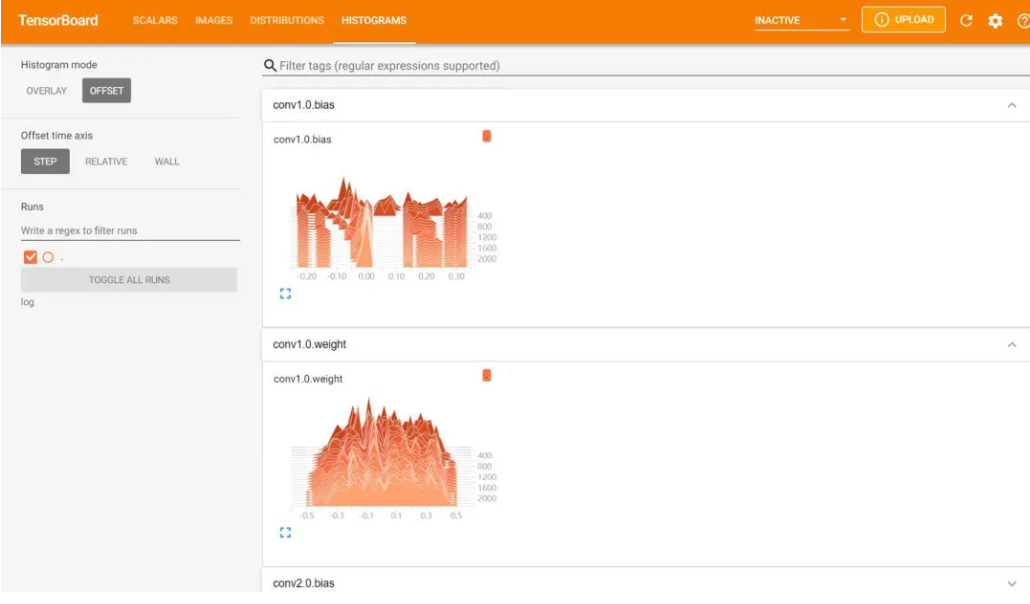 TensorBoard SCALARS IMAGES DISTRIBUTIONS HISTOGRAMS INACTIVE UPLOAD
Histogram mode
OVERLAY OFFSET
Offset time axis
STEP RELATIVE WALL
Runs
Write a regex to filter runs
.
TOGGLE ALL RUNS
log
Filter tags (regular expressions supported)
conv1.0.bias
conv1.0.bias
400
800
1200
1600
2000
-0.20 -0.10 0.00 0.10 0.20 0.30
conv1.0.weight
conv1.0.weight
400
800
1200
1600
2000
-0.5 -0.3 -0.1 0.1 0.3 0.5
conv2.0.bias